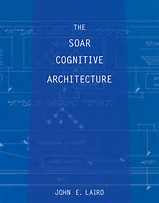 THE
SOAR
COGNITIVE
ARCHITECTURE
JOHN E. LAIRD